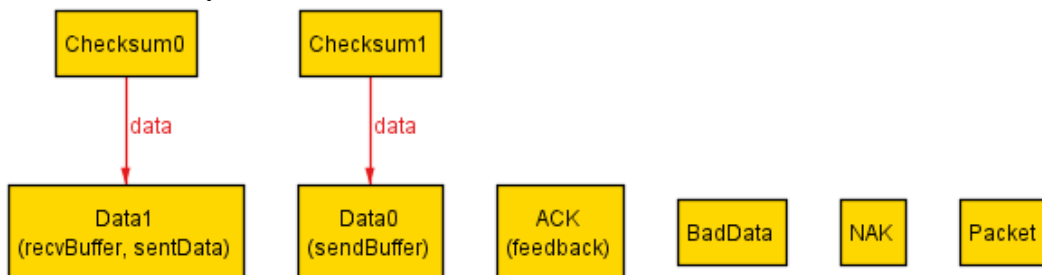 Checksum0
Checksum1
data
data
Data1
(recvBuffer, sentData)
Data0
(sendBuffer)
ACK
(feedback)
BadData
NAK
Packet